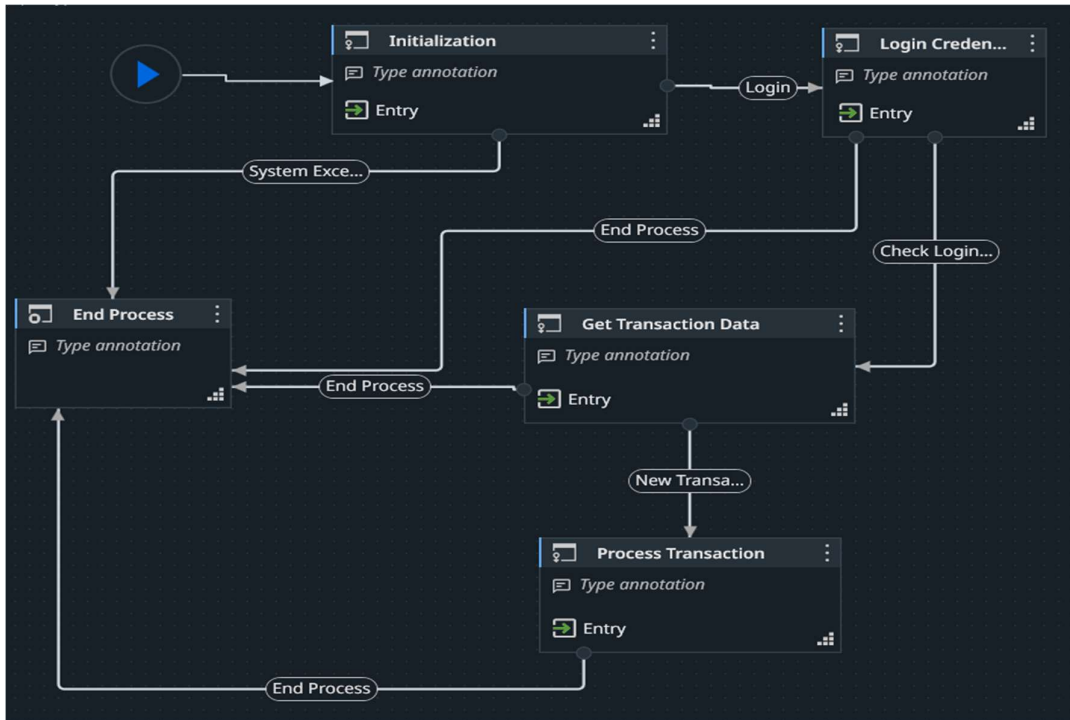 Initialization
Type annotation
Entry
Login Creden...
Type annotation
Entry
Login
System Exce...
End Process
Check Login...
End Process
Type annotation
Get Transaction Data
Type annotation
Entry
End Process
New Transa...
Process Transaction
Type annotation
Entry
End Process